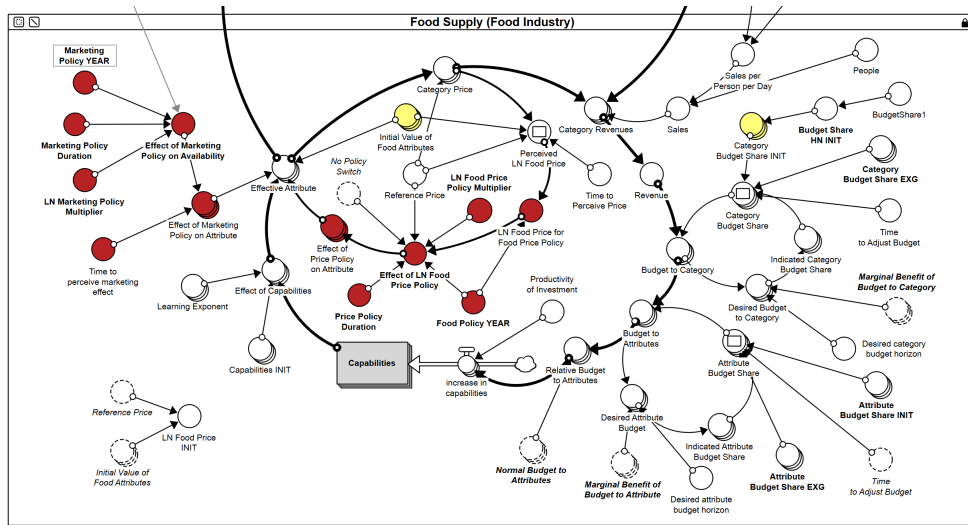 Food Supply (Food Industry)
Marketing
Policy YEAR
Marketing Policy
Duration
Effect of Marketing
Policy on Availability
LN Marketing Policy
Multiplier
Effect of Marketing
Policy on Attribute
Time to
perceive marketing
effect
Learning Exponent
Effect of Capabilities
Capabilities INIT
Reference Price
LN Food Price
INIT
Initial Value of
Food Attributes
Effective Attribute
No Policy
Switch
Category Price
Initial Value of
Food Attributes
Reference Price
LN Food Price
Policy Multiplier
Perceived
LN Food Price
Time to
Perceive Price
LN Food Price for
Food Price Policy
Effect of
Price Policy
on Attribute
Effect of LN Food
Price Policy
Price Policy
Duration
Food Policy YEAR
Productivity
of Investment
Capabilities
increase in
capabilities
Relative Budget
to Attributes
Normal Budget to
Attributes
Category Revenues
Sales
Sales per
Person per Day
People
Revenue
Budget to Category
Budget to
Attributes
Desired Attribute
Budget
Marginal Benefit of
Budget to Attribute
Desired attribute
budget horizon
Indicated Attribute
Budget Share
Attribute
Budget Share
Attribute
Budget Share EXG
Attribute
Budget Share INIT
Time
to Adjust Budget
Category
Budget Share INIT
Budget Share
HN INIT
BudgetShare1
Category
Budget Share EXG
Category
Budget Share
Time
to Adjust Budget
Indicated Category
Budget Share
Desired Budget
to Category
Marginal Benefit of
Budget to Category
Desired category
budget horizon